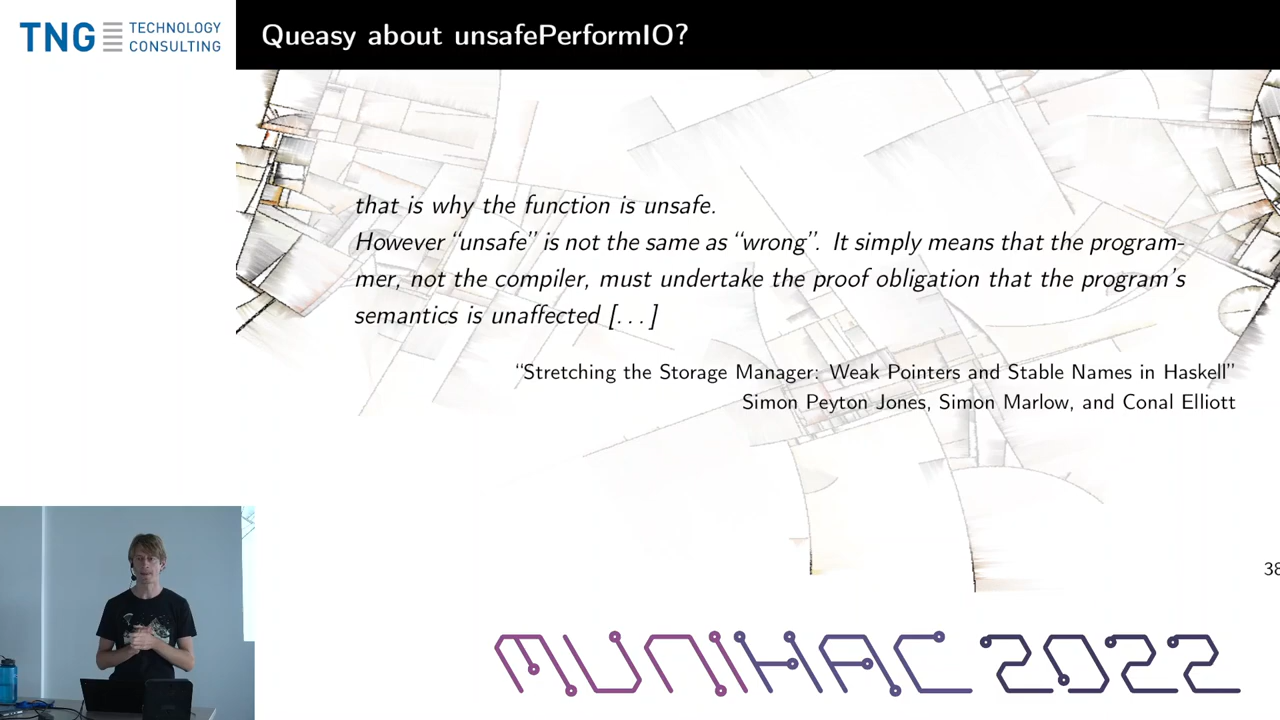 TNG TECHNOLOGY
CONSULTING
Queasy about unsafePerformIO?
that is why the function is unsafe.
However “unsafe” is not the same as “wrong”. It simply means that the program-
mer, not the compiler, must undertake the proof obligation that the program’s
semantics is unaffected [. . . ]
“Stretching the Storage Manager: Weak Pointers and Stable Names in Haskell”
Simon Peyton Jones, Simon Marlow, and Conal Elliott
38
MUNIHAC 2022